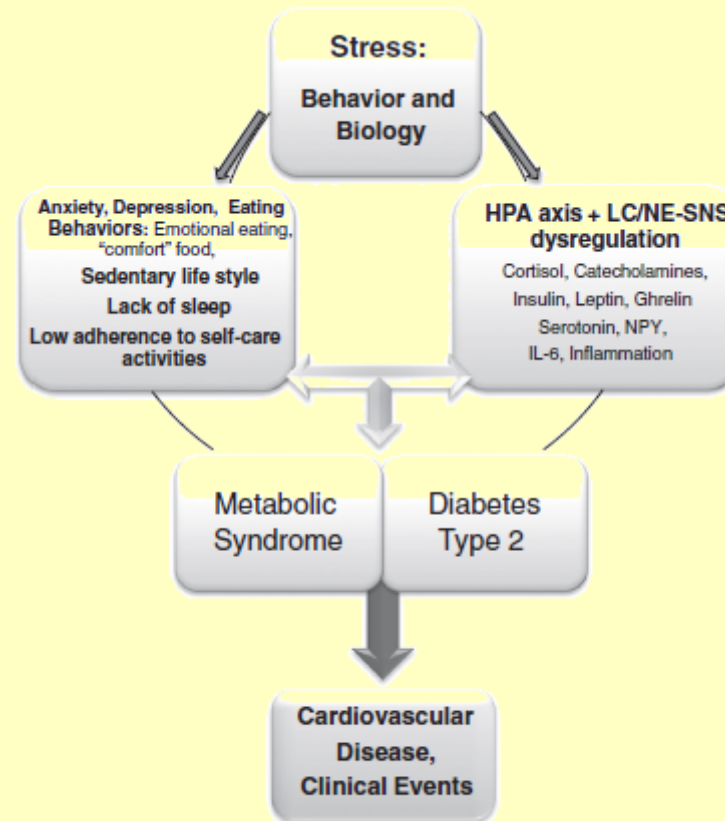 Stress:
Behavior and
Biology
Anxiety, Depression, Eating
Behaviors: Emotional eating,
“comfort” food,
Sedentary life style
Lack of sleep
Low adherence to self-care
activities
HPA axis + LC/NE-SNS
dysregulation
Cortisol, Catecholamines,
Insulin, Leptin, Ghrelin
Serotonin, NPY,
IL-6, Inflammation
Metabolic
Syndrome
Diabetes
Type 2
Cardiovascular
Disease,
Clinical Events